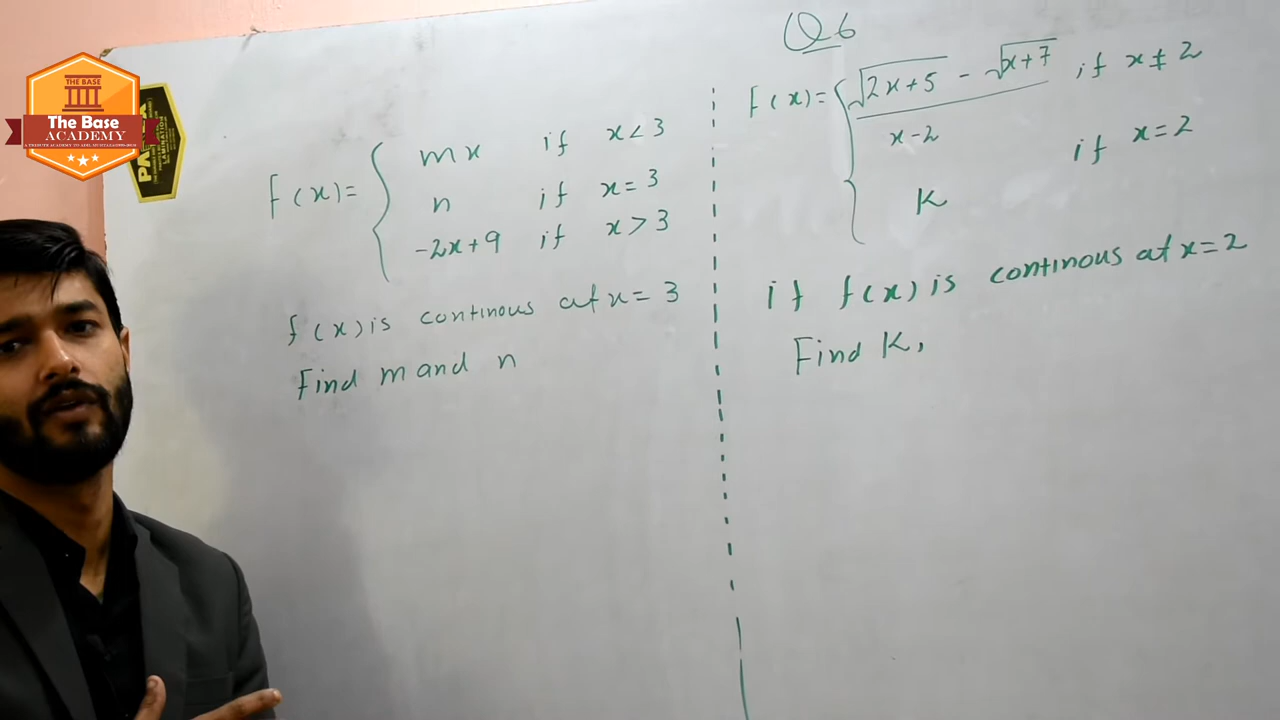 THE BASE
The Base
ACADEMY
f(x)= { mx if x<3
n if x=3
-2x+9 if x>3
f(x) is continous at x=3
Find m and n
Q6
f(x)= { √2x+5 - √x+7 if x≠2
x-2
K if x=2
if f(x) is continous at x=2
Find K,